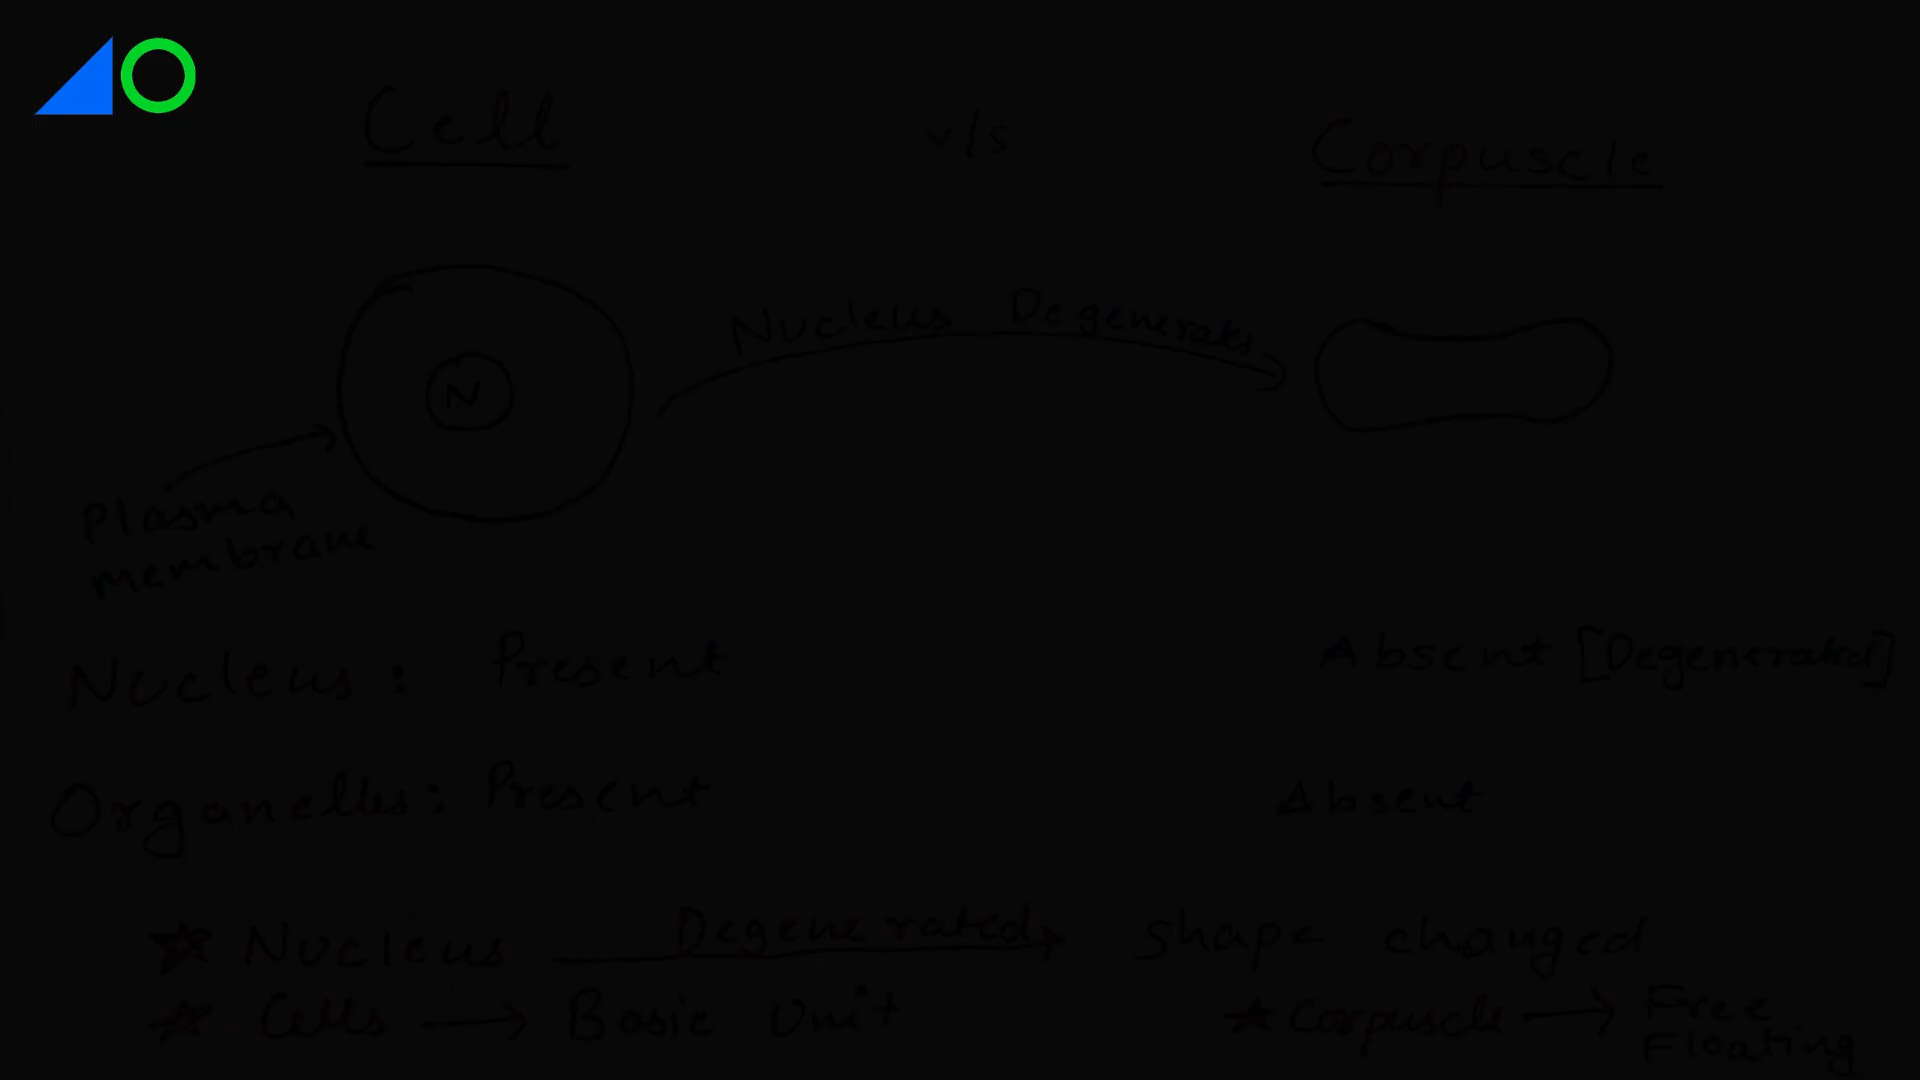 Cell v/s Corpuscle
Nucleus Degenerats
N
Plasma
membrane
Nucleus : Present Absent [Degenerated]
Organelles : Present Absent
Nucleus Degenerated shape changed
Cells → Basic Unit
Corpuscle → Free
Floating